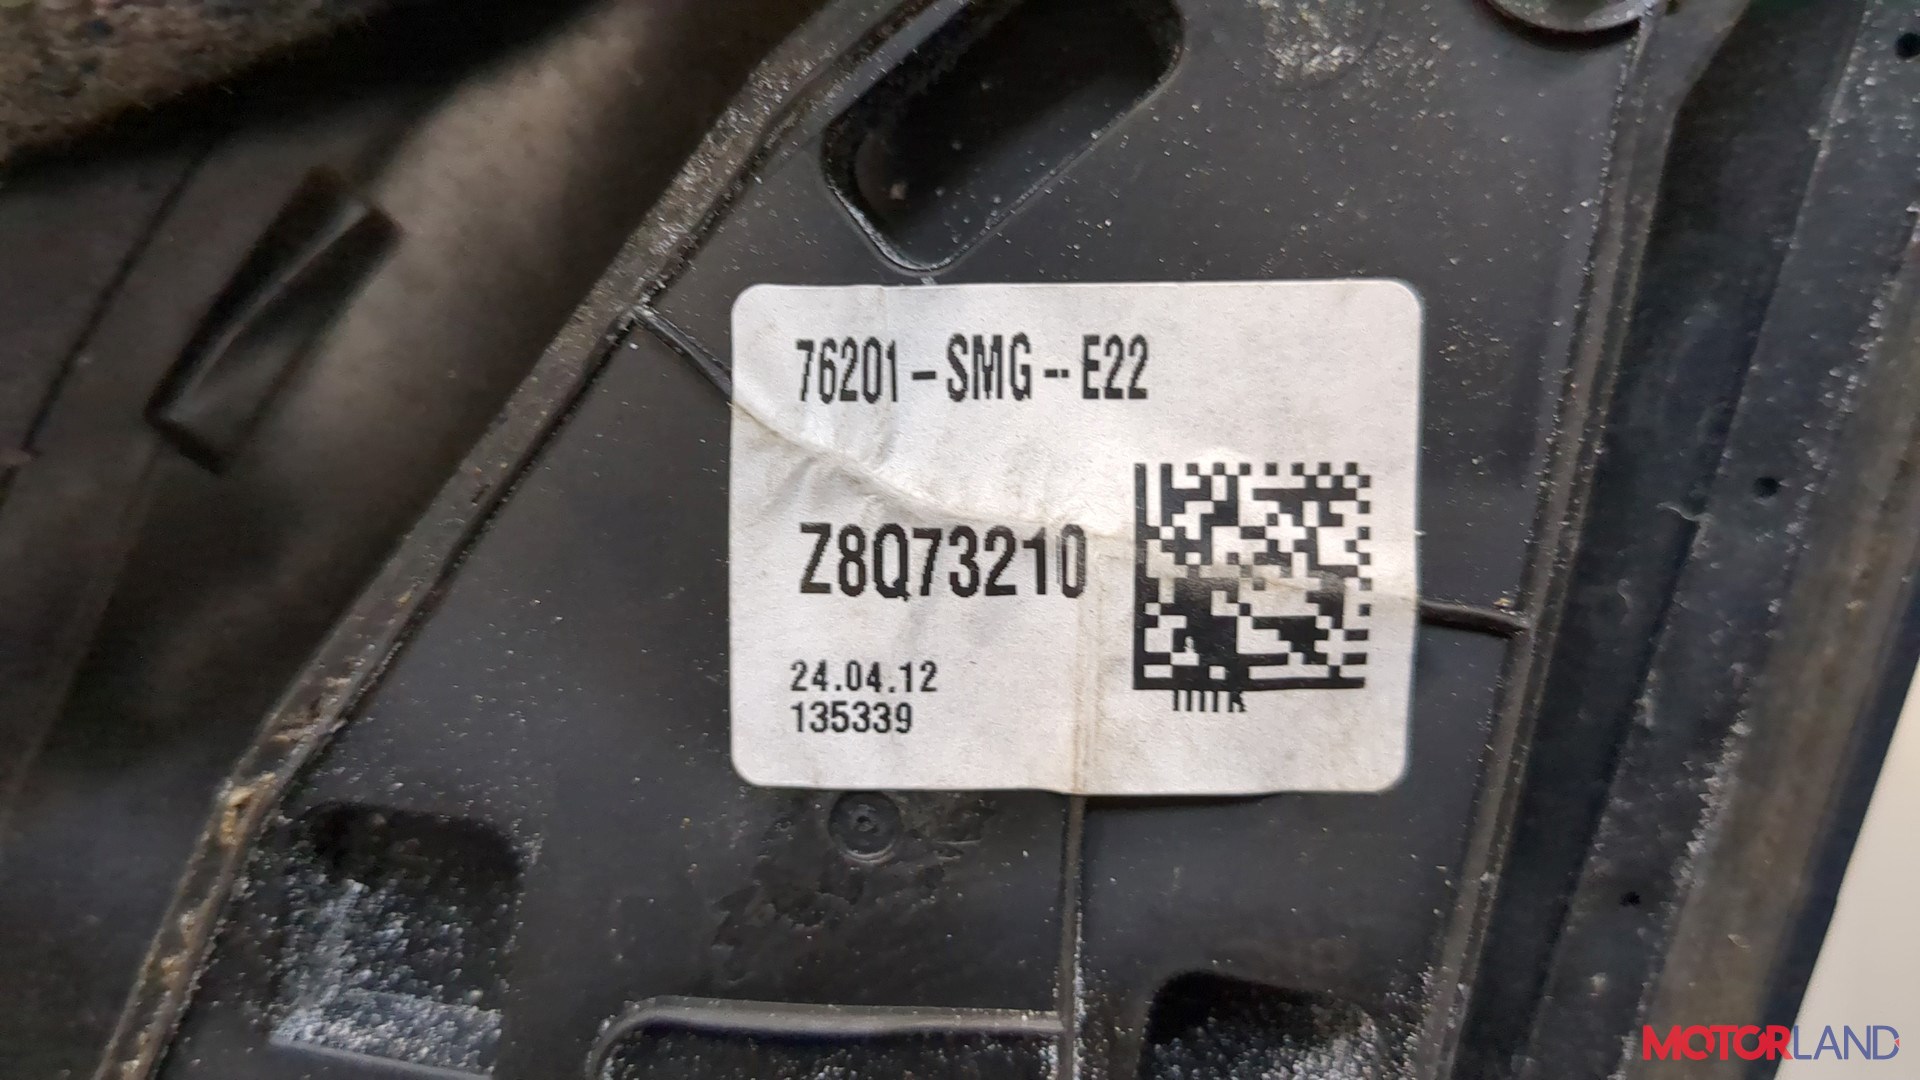 76201-SMG--E22
Z8Q73210
24.04.12
135339
MOTORLAND